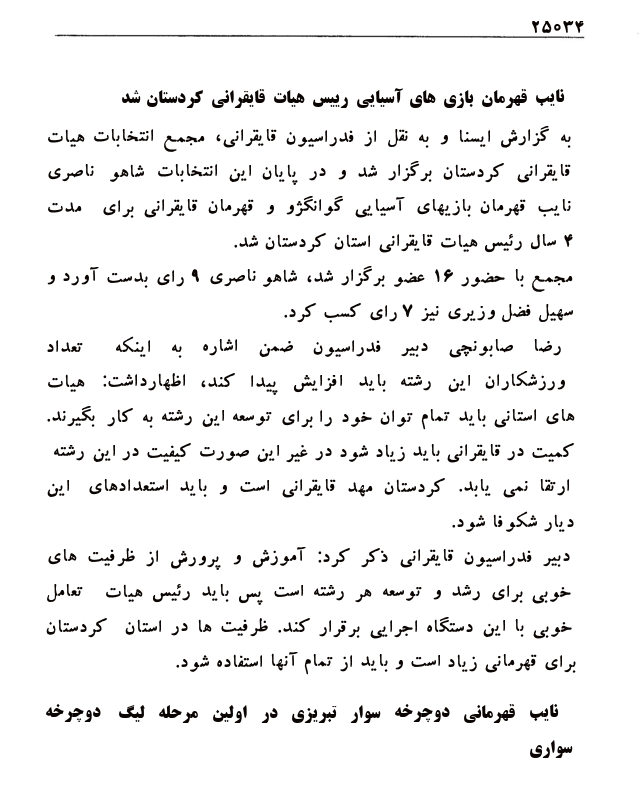 ۲۵۰۳۴
نایب قهرمان بازی های آسیایی رییس هیات قایقرانی کردستان شد
به گزارش ایسنا و به نقل از فدراسیون قایقرانی، مجمع انتخابات هیات
قایقرانی کردستان برگزار شد و در پایان این انتخابات شاهو ناصری
نایب قهرمان بازیهای آسیایی گوانگژو و قهرمان قایقرانی برای مدت
۴ سال رئیس هیات قایقرانی استان کردستان شد.
مجمع با حضور ۱۶ عضو برگزار شد، شاهو ناصری ۹ رای بدست آورد و
سهیل فضل وزیری نیز ۷ رای کسب کرد.
رضا صابونچی دبیر فدراسیون ضمن اشاره به اینکه تعداد
ورزشکاران این رشته باید افزایش پیدا کند، اظهارداشت: هیات
های استانی باید تمام توان خود را برای توسعه این رشته به کار بگیرند.
کمیت در قایقرانی باید زیاد شود در غیر این صورت کیفیت در این رشته
ارتقا نمی یابد. کردستان مهد قایقرانی است و باید استعدادهای این
دیار شکوفا شود.
دبیر فدراسیون قایقرانی ذکر کرد: آموزش و پرورش از ظرفیت های
خوبی برای رشد و توسعه هر رشته است پس باید رئیس هیات تعامل
خوبی با این دستگاه اجرایی برقرار کند. ظرفیت ها در استان کردستان
برای قهرمانی زیاد است و باید از تمام آنها استفاده شود.
نایب قهرمانی دوچرخه سوار تبریزی در اولین مرحله لیگ دوچرخه
سواری